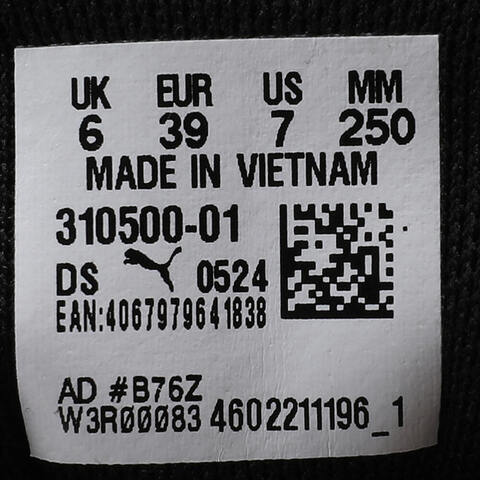 UK EUR US MM
6 39 7 250
MADE IN VIETNAM
310500-01
DS 0524
EAN:4067979641838
AD #B76Z
W3R00083 4602211196_1